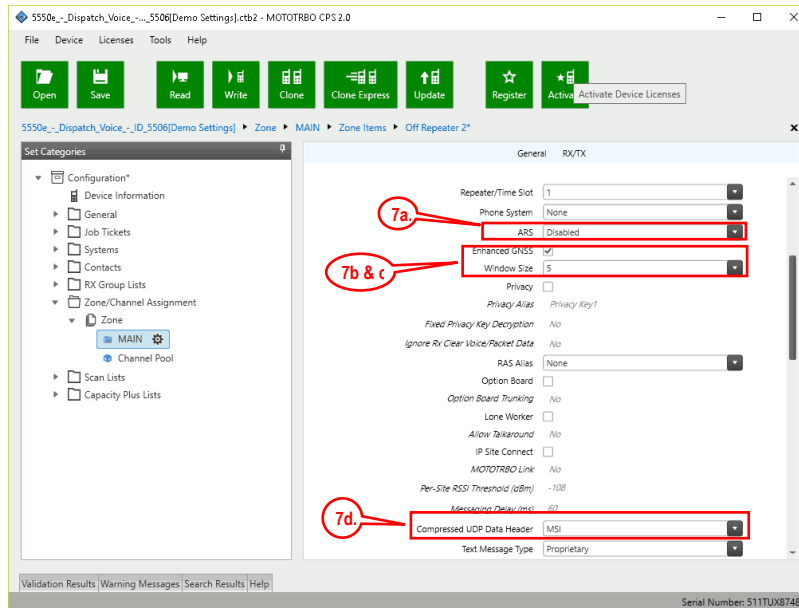 5550e_-_Dispatch_Voice_-..._5506[Demo Settings].ctb2 - MOTOTRBO CPS 2.0
File Device Licenses Tools Help
Open Save Read Write Clone Clone Express Update Register Activa
Activate Device Licenses
5550e_-_Dispatch_Voice_-_ID_5506[Demo Settings] Zone MAIN Zone Items Off Repeater 2*
Set Categories
General RX/TX
Configuration*
Device Information
General
Job Tickets
Systems
Contacts
RX Group Lists
Zone/Channel Assignment
Zone
MAIN
Channel Pool
Scan Lists
Capacity Plus Lists
Repeater/Time Slot 1
Phone System None
7a.
ARS Disabled
Enhanced GNSS
7b & c
Window Size 5
Privacy
Privacy Alias Privacy Key1
Fixed Privacy Key Decryption No
Ignore Rx Clear Voice/Packet Data No
RAS Alias None
Option Board
Option Board Trunking No
Lone Worker
Allow Talkaround No
IP Site Connect
MOTOTRBO Link No
Per-Site RSSI Threshold (dBm) -108
Messaging Delay (ms) 60
7d.
Compressed UDP Data Header MSI
Text Message Type Proprietary
Validation Results Warning Messages Search Results Help
Serial Number: 511TUX8748